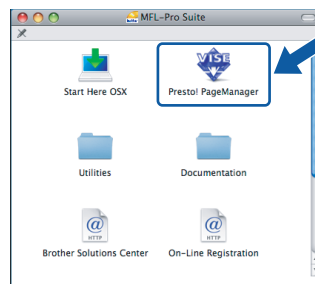 MFL-Pro Suite
VISE
Start Here OSX
Presto! PageManager
Utilities
Documentation
@
HTTP
@
HTTP
Brother Solutions Center
On-Line Registration